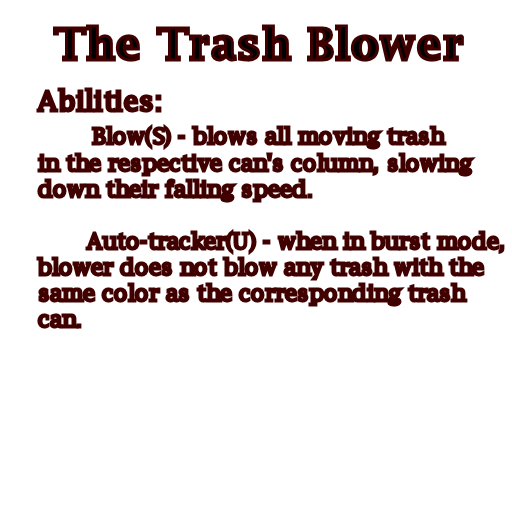 The Trash Blower
Abilities:
Blow(S) - blows all moving trash
in the respective can's column, slowing
down their falling speed.
Auto-tracker(U) - when in burst mode,
blower does not blow any trash with the
same color as the corresponding trash
can.